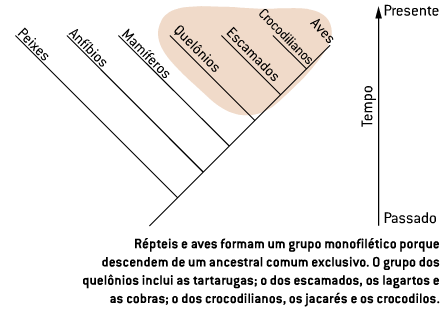 Peixes
Anfíbios
Mamíferos
Quelônios
Escamados
Crocodilianos
Aves
Presente
Tempo
Passado
Répteis e aves formam um grupo monofilético porque
descendem de um ancestral comum exclusivo. O grupo dos
quelônios inclui as tartarugas; o dos escamados, os lagartos e
as cobras; o dos crocodilianos, os jacarés e os crocodilos.